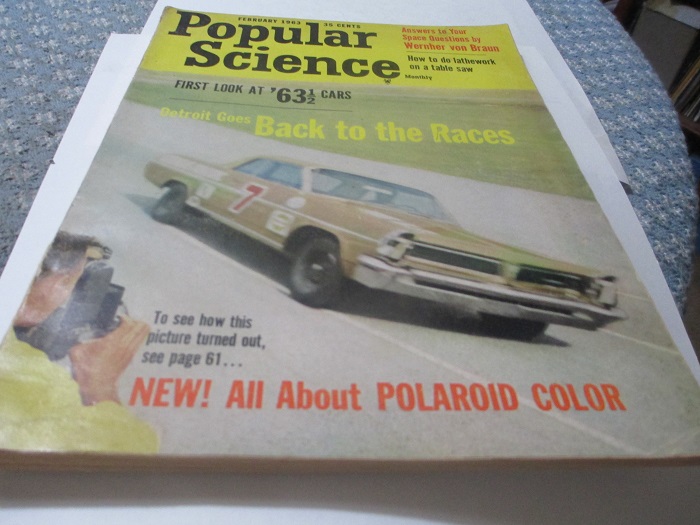 FEBRUARY 1963 35 CENTS
Popular
Science
Monthly
Answers to Your
Space Questions by
Wernher von Braun
How to do lathework
on a table saw
FIRST LOOK AT '63½ CARS
Detroit Goes Back to the Races
7
To see how this
picture turned out,
see page 61...
NEW! All About POLAROID COLOR